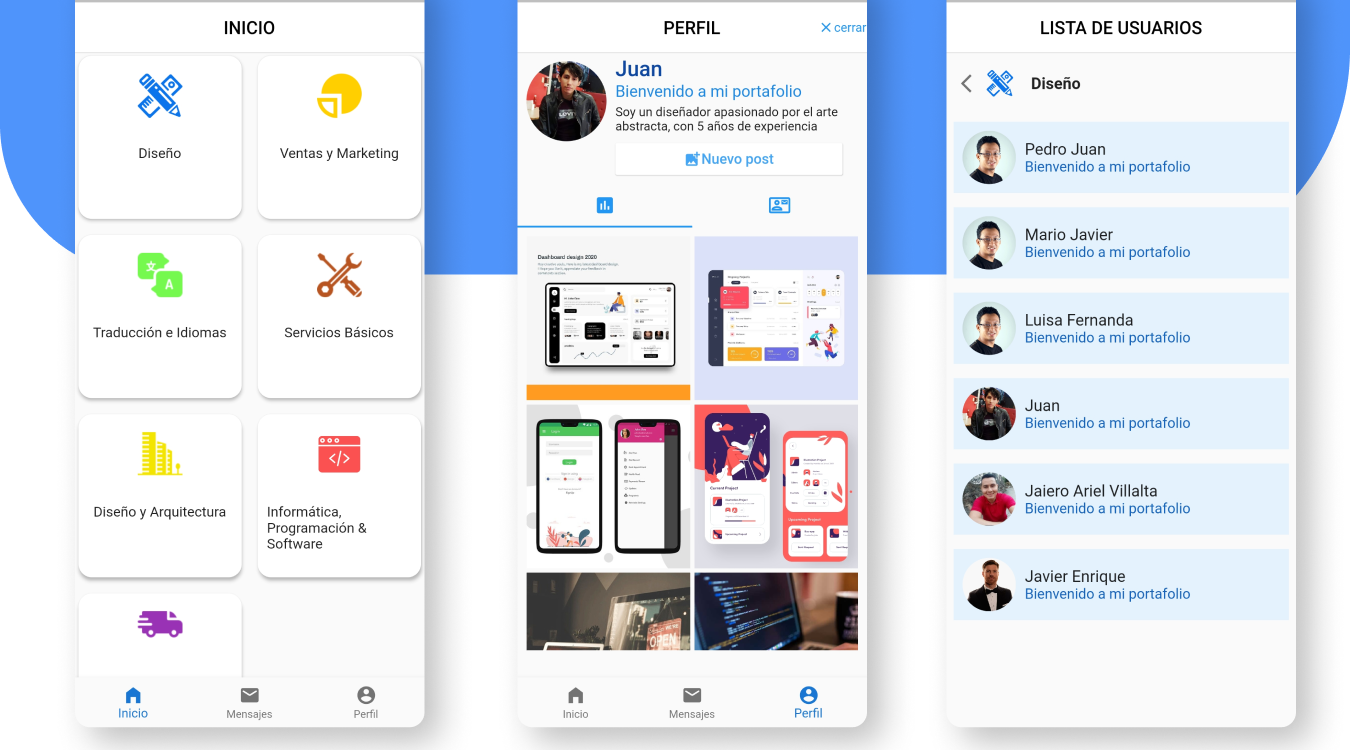 INICIO
Diseño
Ventas y Marketing
Traducción e Idiomas
Servicios Básicos
Diseño y Arquitectura
Informática,
Programación &
Software
Inicio
Mensajes
Perfil
PERFIL
cerrar
Juan
Bienvenido a mi portafolio
Soy un diseñador apasionado por el arte
abstracta, con 5 años de experiencia
Nuevo post
Dashboard design 2020
Current Project
Upcoming Project
OPEN
Inicio
Mensajes
Perfil
LISTA DE USUARIOS
Diseño
Pedro Juan
Bienvenido a mi portafolio
Mario Javier
Bienvenido a mi portafolio
Luisa Fernanda
Bienvenido a mi portafolio
Juan
Bienvenido a mi portafolio
Jaiero Ariel Villalta
Bienvenido a mi portafolio
Javier Enrique
Bienvenido a mi portafolio